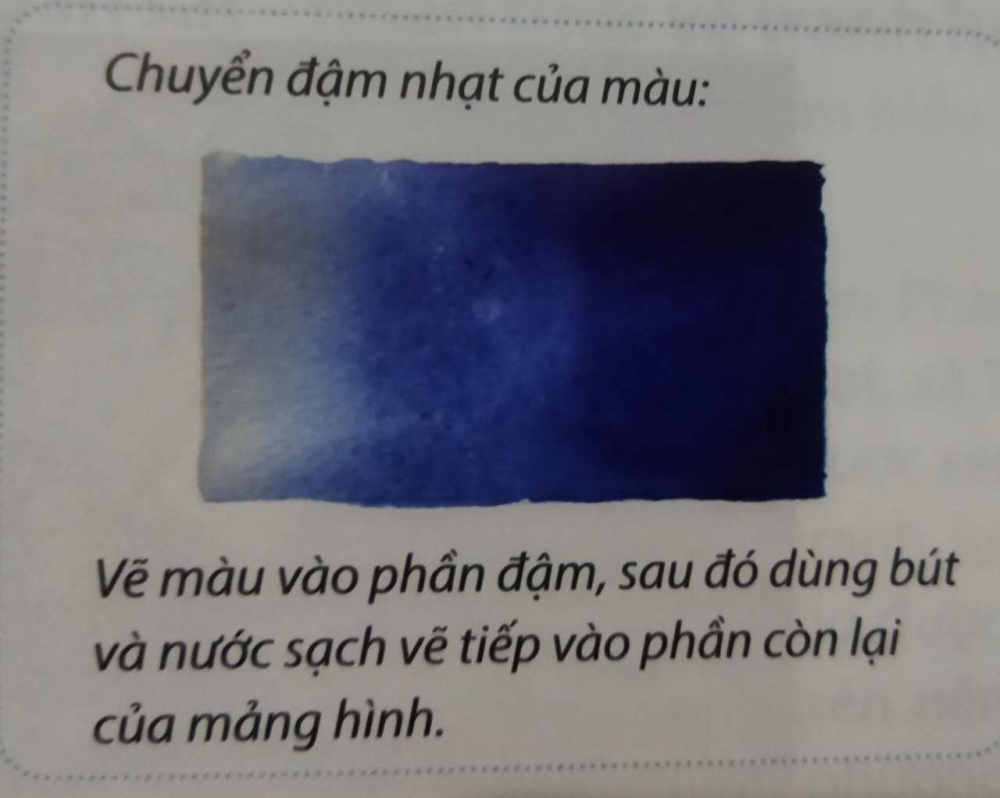 Chuyển đậm nhạt của màu:
Vẽ màu vào phần đậm, sau đó dùng bút
và nước sạch vẽ tiếp vào phần còn lại
của mảng hình.